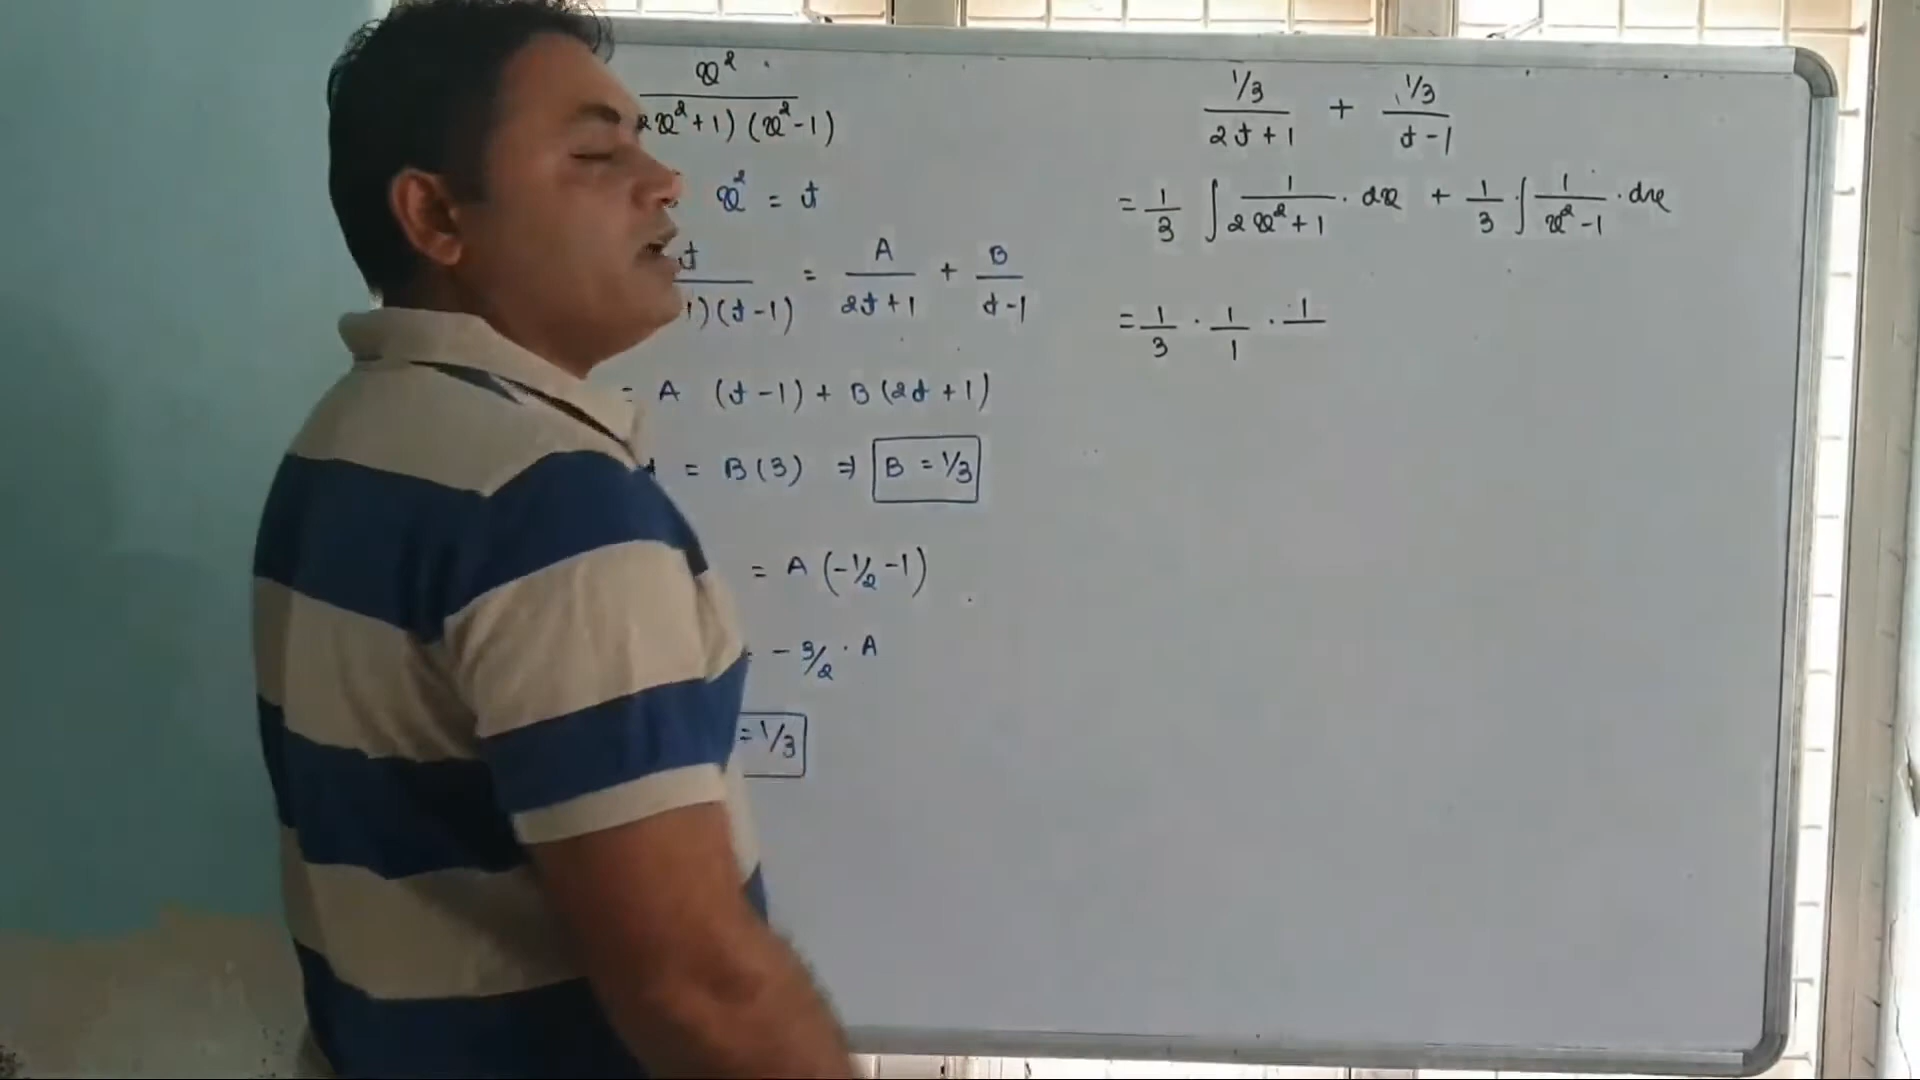 x²
2x²+1) (x²-1)
x² = t
t = A/2t+1 + B/t-1
1)(t-1)
= A (t-1) + B (2t+1)
1 = B(3) ⇒ B = 1/3
= A (-1/2 -1)
= - 3/2 · A
= 1/3
1/3/2t+1 + 1/3/t-1
= 1/3 ∫ 1/2x²+1 · dx + 1/3 · ∫ 1/x²-1 · dx
= 1/3 · 1/1 · 1/